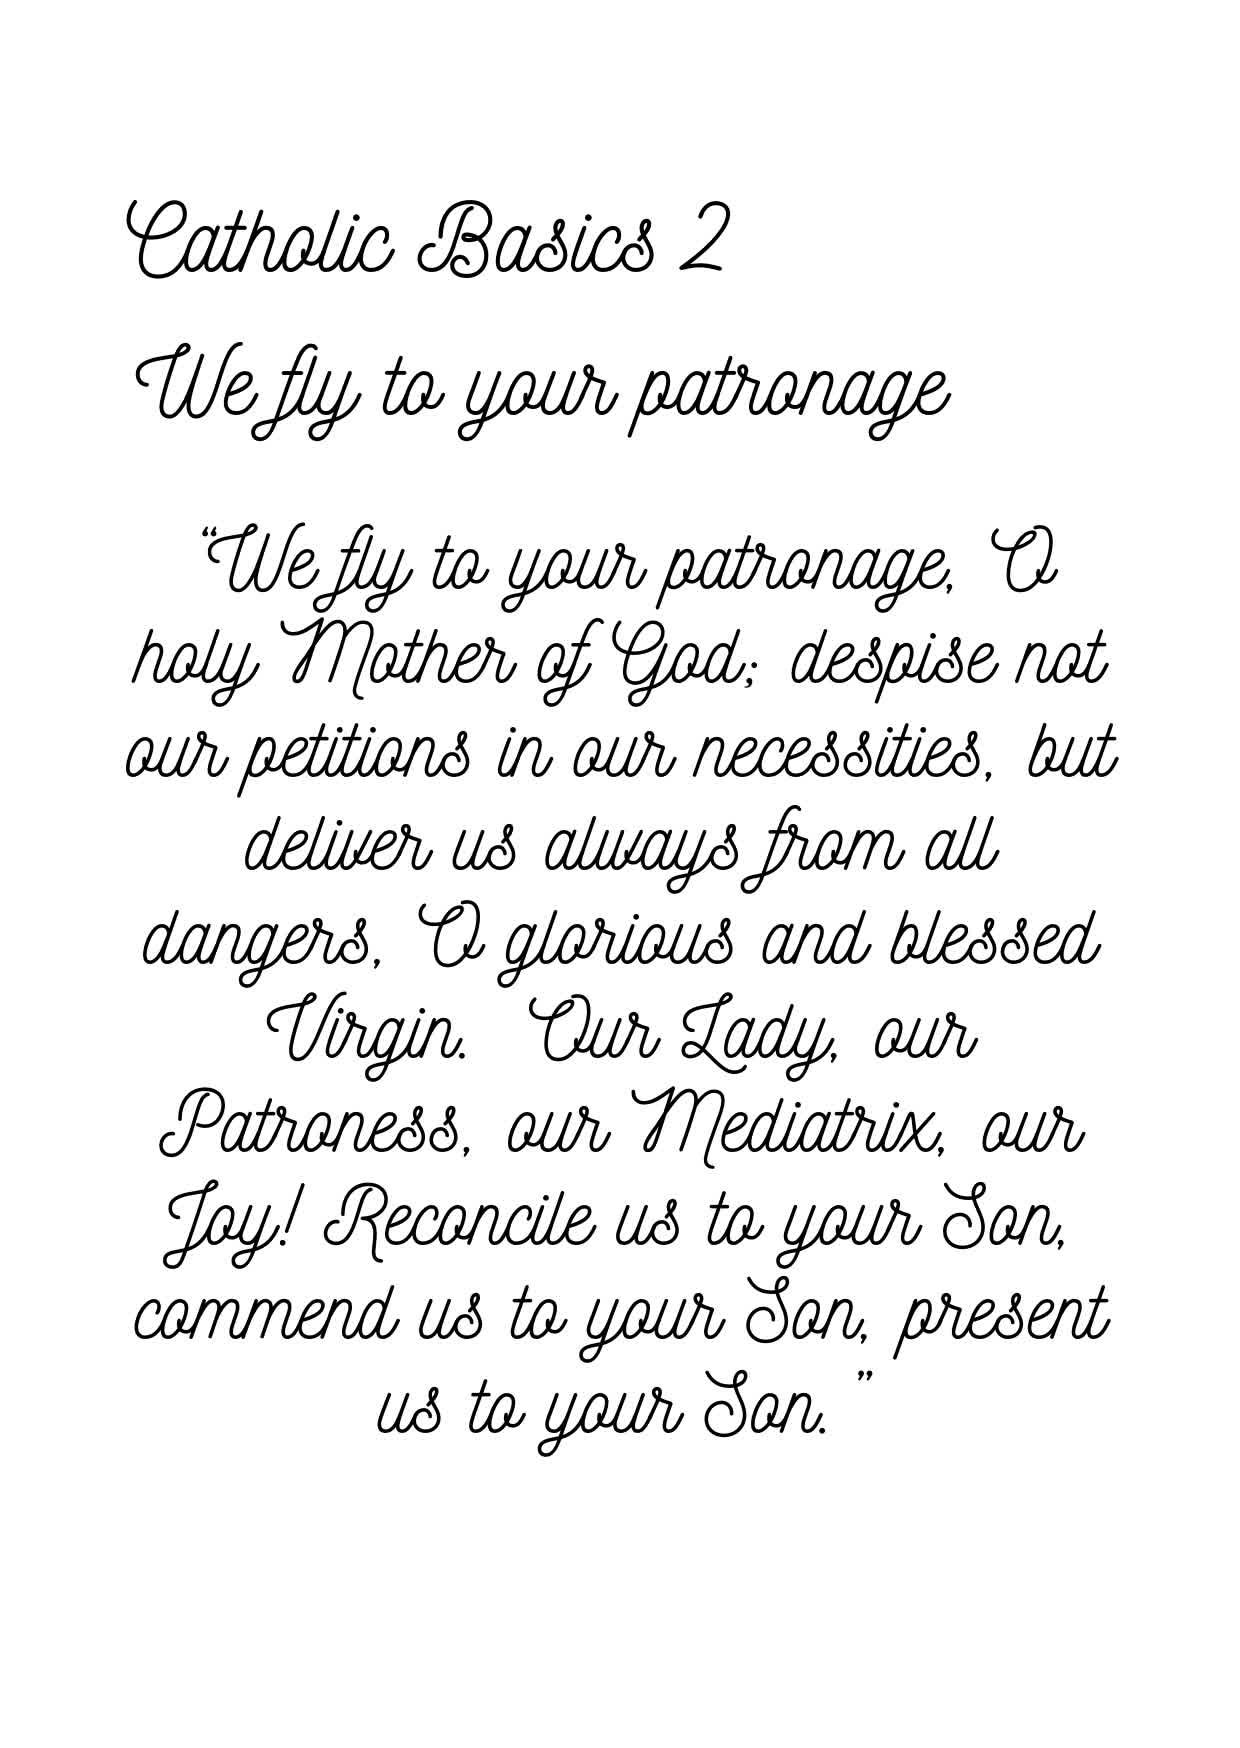 Catholic Basics 2
We fly to your patronage
“We fly to your patronage, O
holy Mother of God; despise not
our petitions in our necessities, but
deliver us always from all
dangers, O glorious and blessed
Virgin. Our Lady, our
Patroness, our Mediatrix, our
Joy! Reconcile us to your Son,
commend us to your Son, present
us to your Son.”